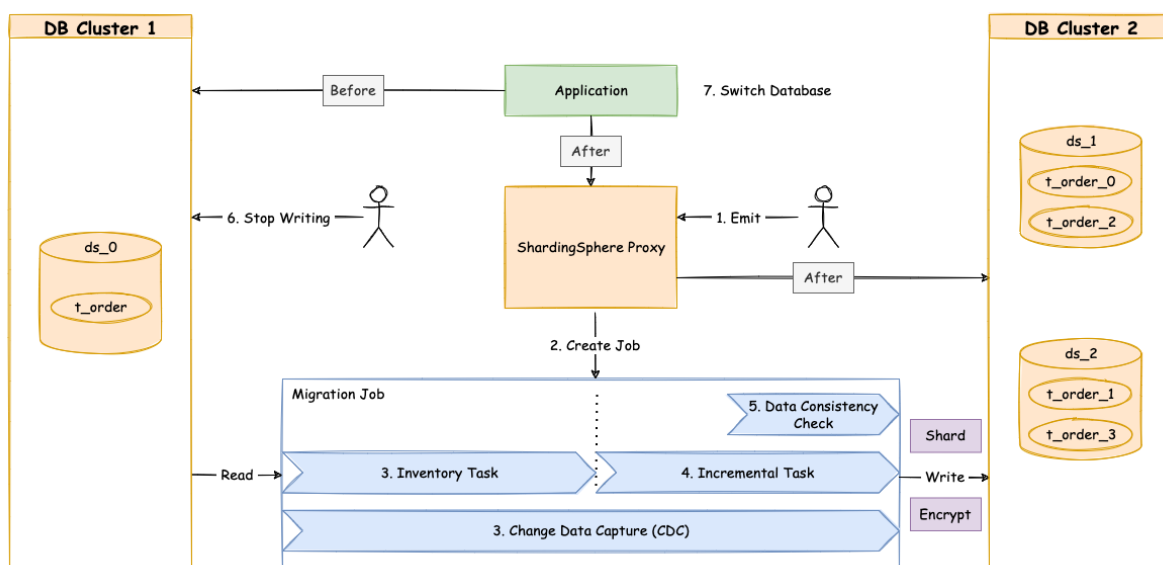 DB Cluster 1
DB Cluster 2
Before
Application
7. Switch Database
After
ds_1
t_order_0
t_order_2
6. Stop Writing
1. Emit
ShardingSphere Proxy
After
ds_0
t_order
2. Create Job
ds_2
t_order_1
t_order_3
Migration Job
5. Data Consistency
Check
Shard
Read
3. Inventory Task
4. Incremental Task
Write
Encrypt
3. Change Data Capture (CDC)